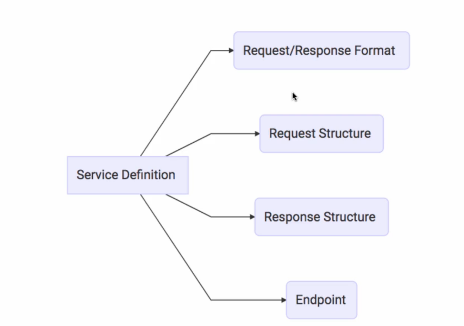 Request/Response Format
Request Structure
Service Definition
Response Structure
Endpoint